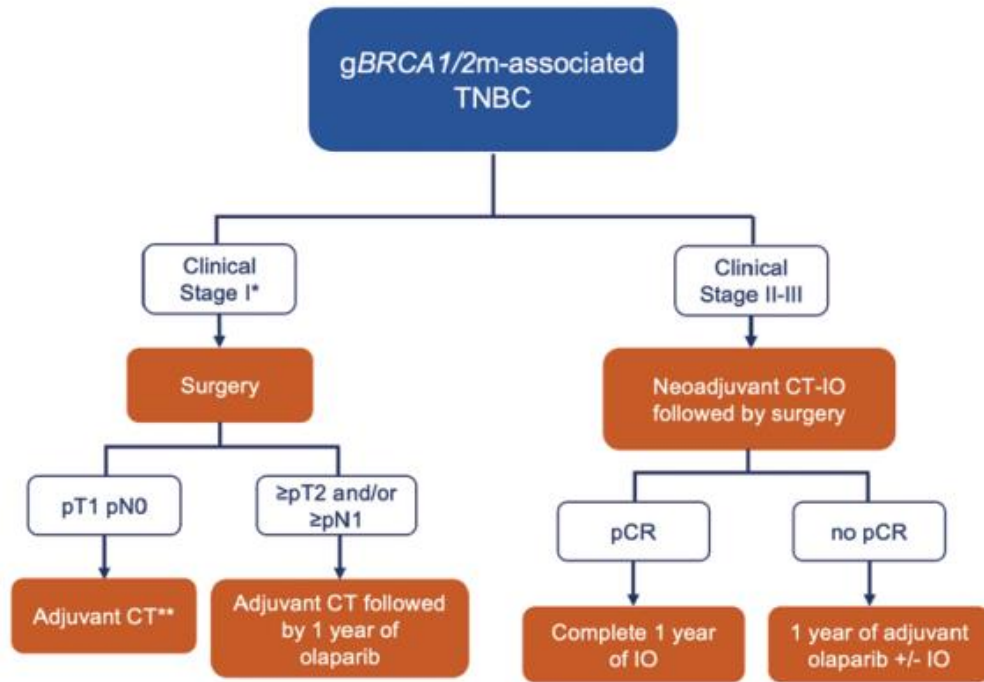 gBRCA1/2m-associated
TNBC
Clinical
Stage I*
Clinical
Stage II-III
Surgery
Neoadjuvant CT-IO
followed by surgery
pT1 pN0
≥pT2 and/or
≥pN1
pCR
no pCR
Adjuvant CT**
Adjuvant CT followed
by 1 year of
olaparib
Complete 1 year
of IO
1 year of adjuvant
olaparib +/- IO